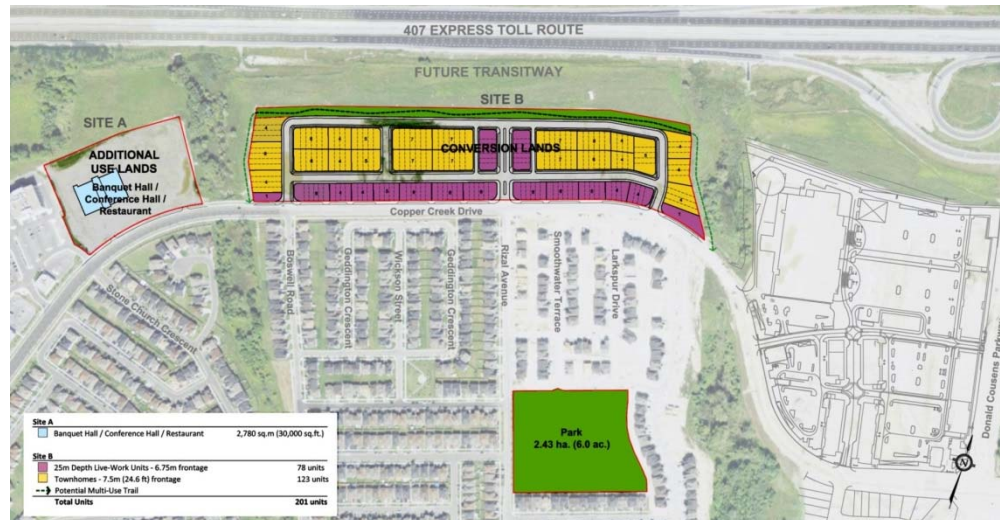 407 EXPRESS TOLL ROUTE
FUTURE TRANSITWAY
SITE B
SITE A
ADDITIONAL
USE LANDS
Banquet Hall /
Conference Hall /
Restaurant
CONVERSION LANDS
Copper Creek Drive
Stone Church Crescent
Boswell Road
Geddington Crescent
Wickson Street
Geddington Crescent
Rizal Avenue
Smoothwater Terrace
Larkspur Drive
Donald Cousens Park
Park
2.43 ha. (6.0 ac.)
N
Site A
Banquet Hall / Conference Hall / Restaurant 2,780 sq.m (30,000 sq.ft.)
Site B
25m Depth Live-Work Units - 6.75m frontage 78 units
Townhomes - 7.5m (24.6 ft) frontage 123 units
Potential Multi-Use Trail
Total Units 201 units